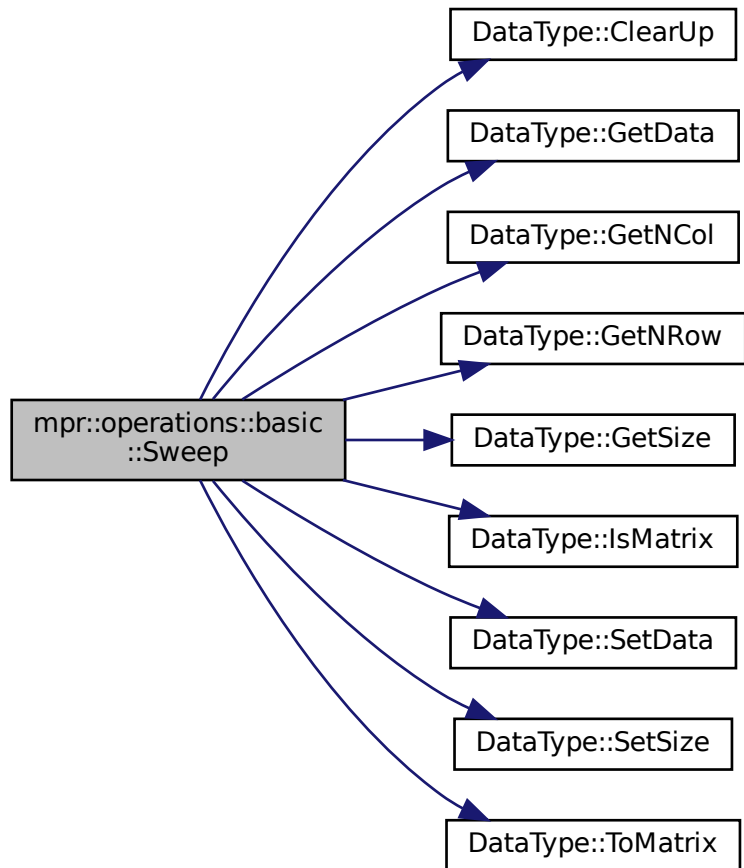 mpr::operations::basic
::Sweep
DataType::ClearUp
DataType::GetData
DataType::GetNCol
DataType::GetNRow
DataType::GetSize
DataType::IsMatrix
DataType::SetData
DataType::SetSize
DataType::ToMatrix